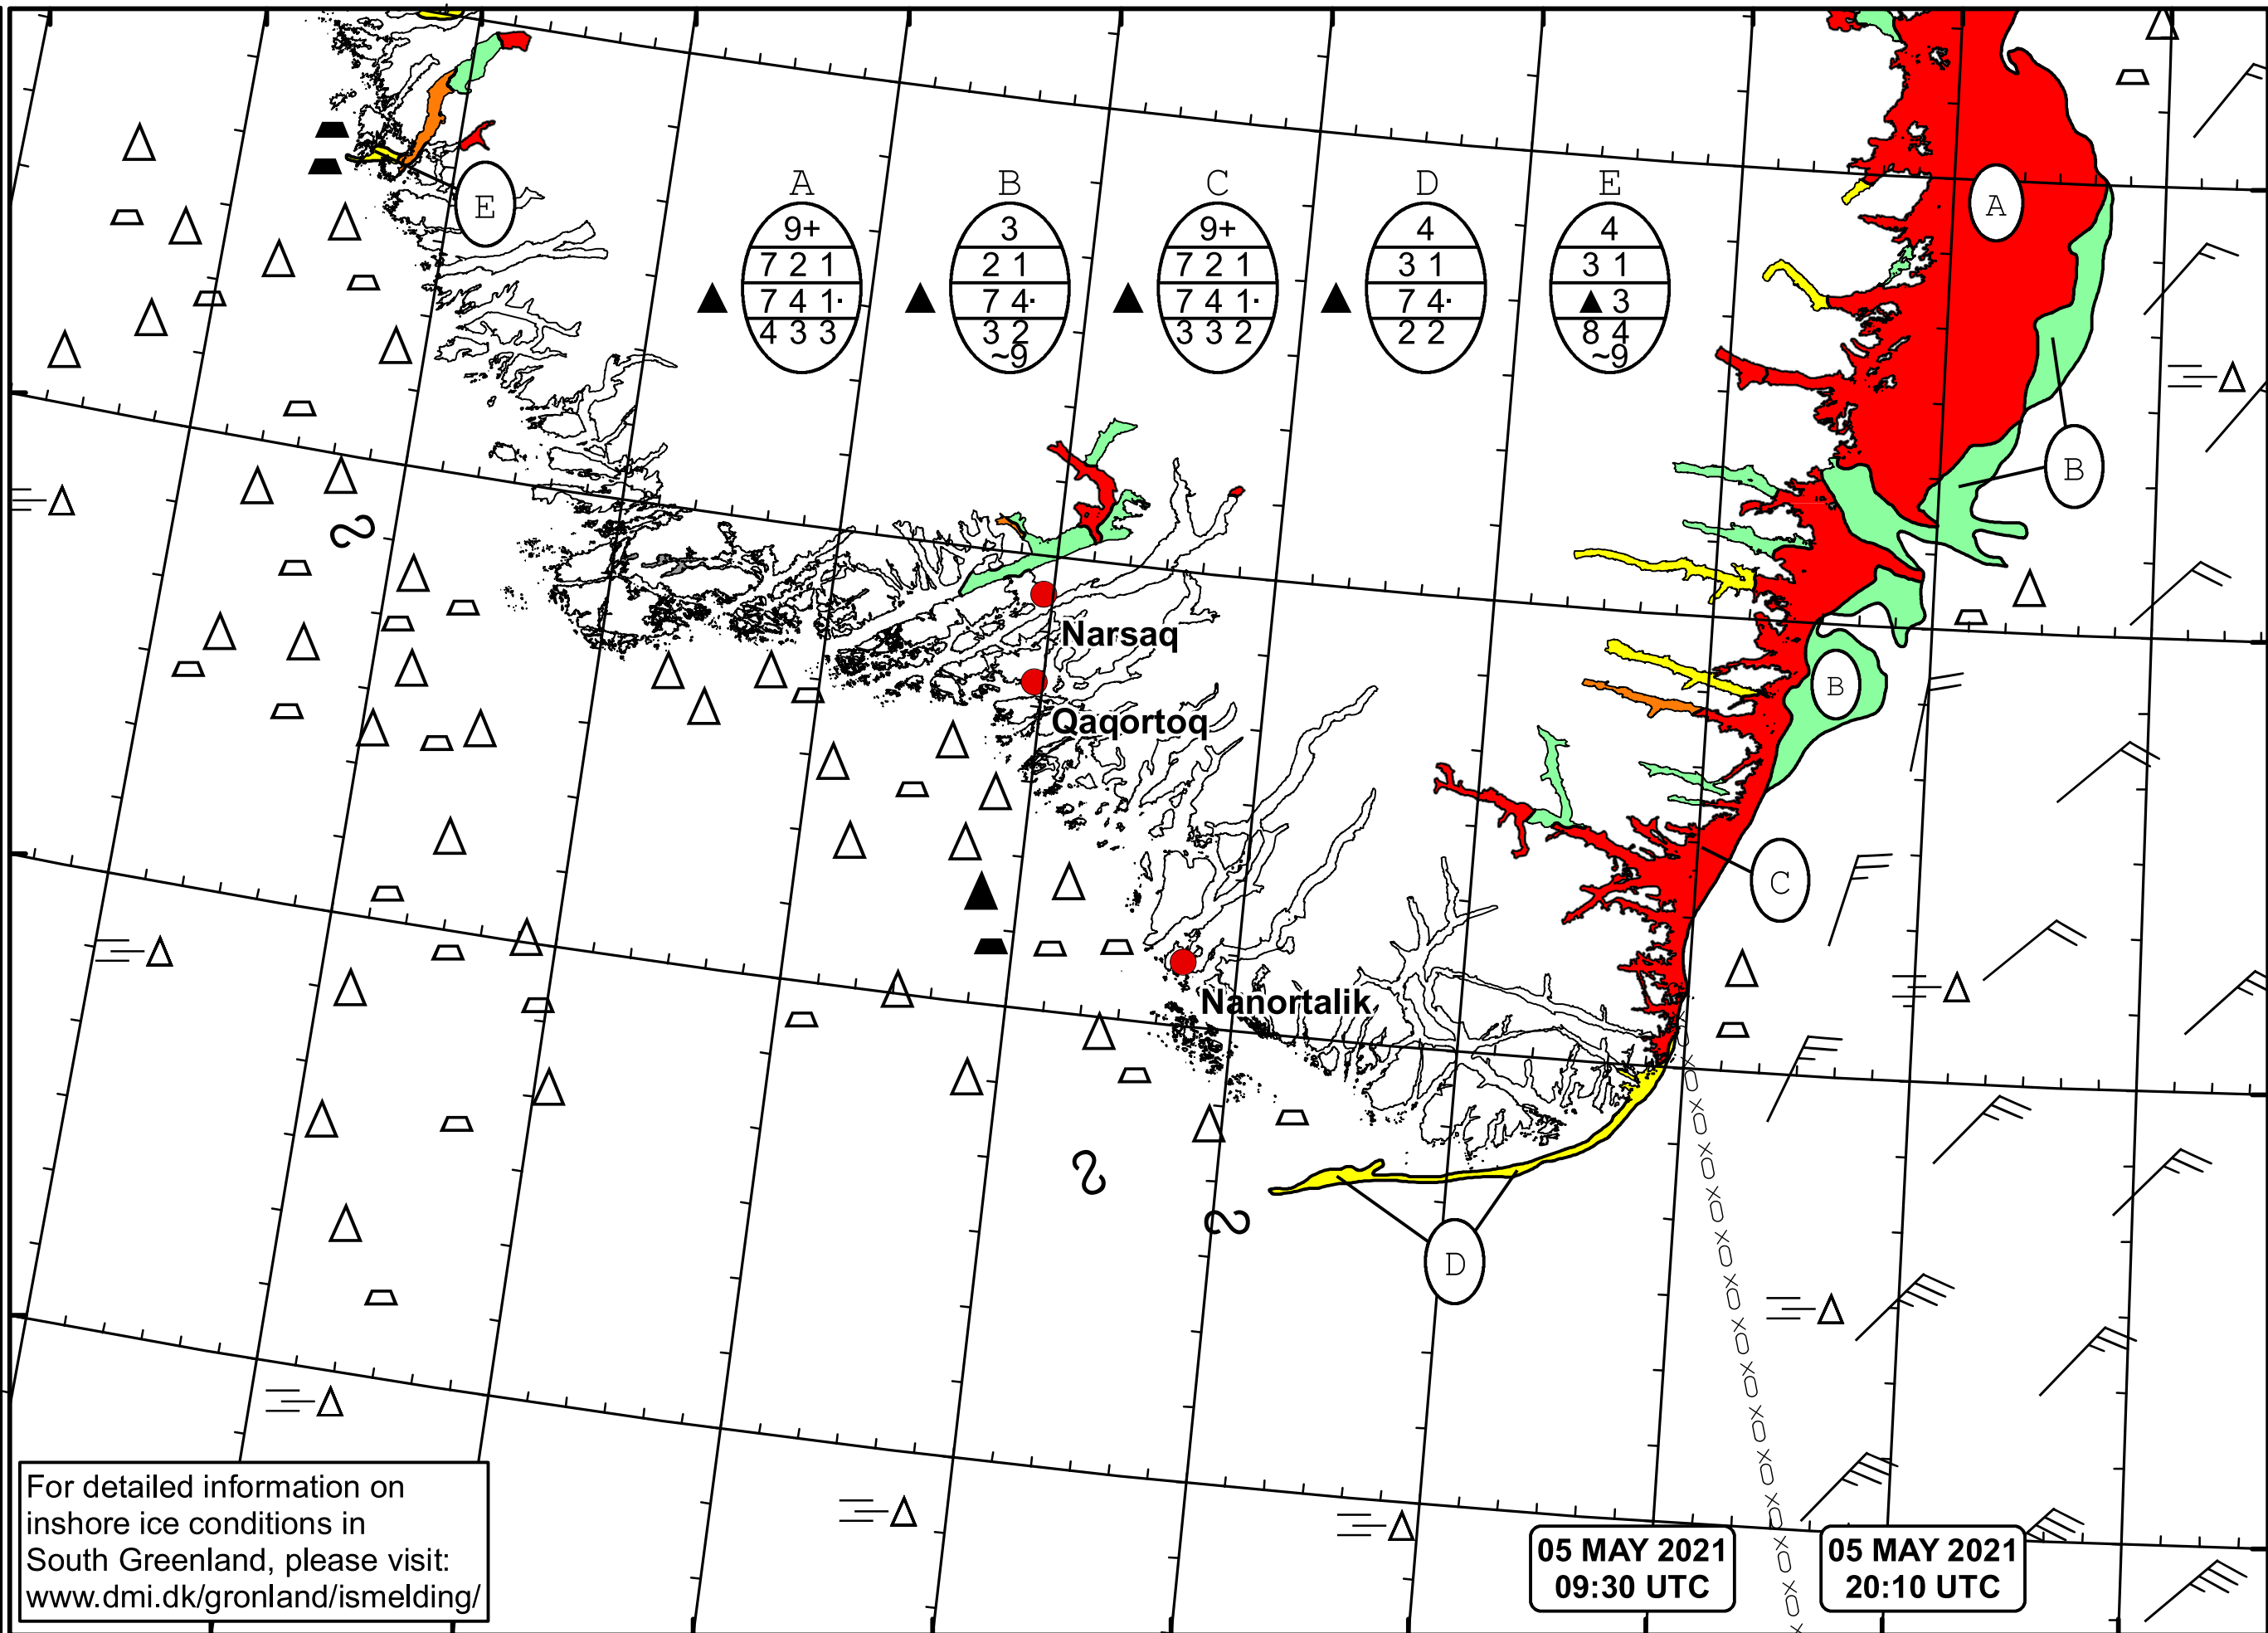 A B C D E
9+ 3 9+ 4 4
7 2 1 2 1 7 2 1 3 1 3 1
7 4 1· 7 4· 7 4 1· 7 4· ▲ 3
4 3 3 3 2 3 3 2 2 2 8 4
~9 ~9
E
A
B
Narsaq
B
Qaqortoq
C
Nanortalik
D
For detailed information on
inshore ice conditions in
South Greenland, please visit:
www.dmi.dk/gronland/ismelding/
05 MAY 2021
09:30 UTC
05 MAY 2021
20:10 UTC